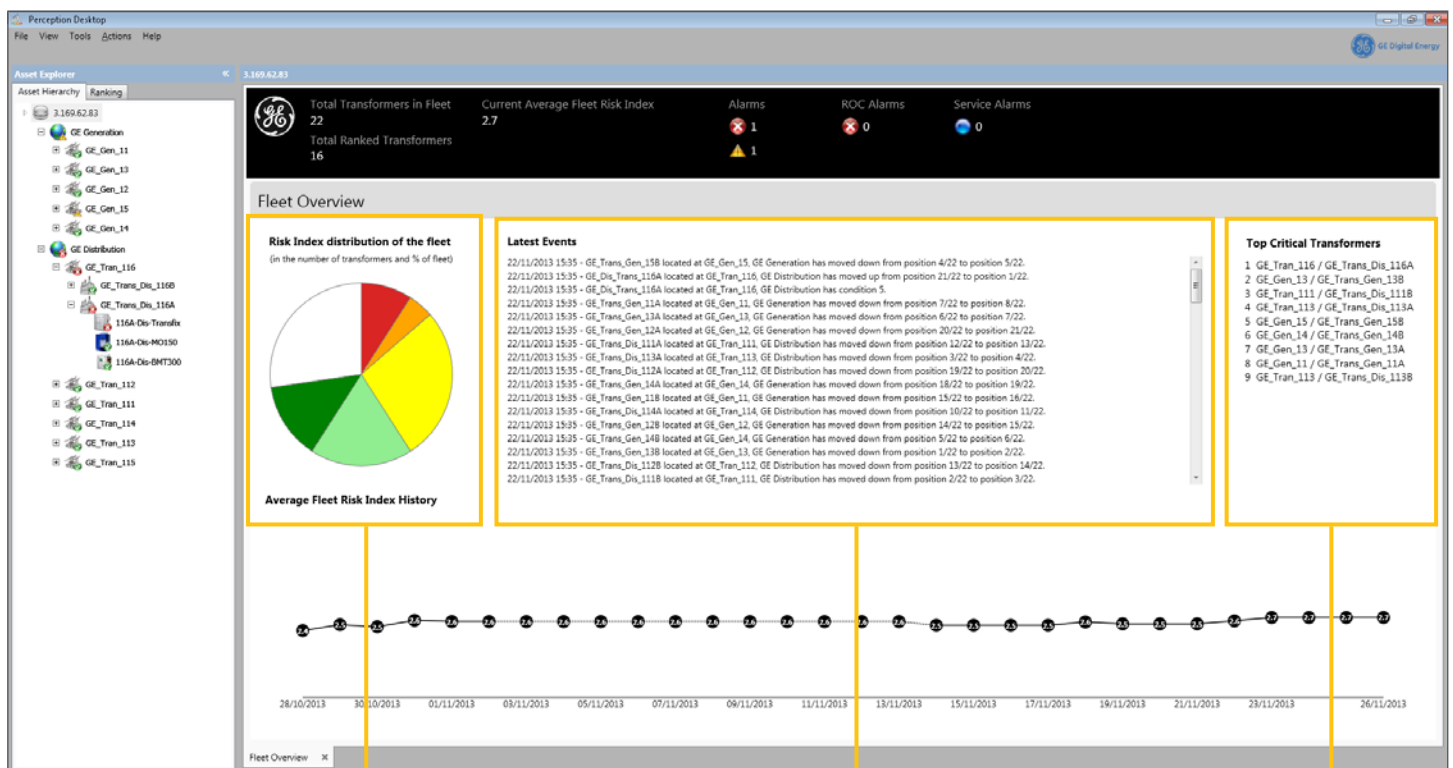 Perception Desktop
File View Tools Actions Help
GE Digital Energy
Asset Explorer
3.169.62.83
Asset Hierarchy Ranking
3.169.62.83
GE Generation
GE_Gen_11
GE_Gen_13
GE_Gen_12
GE_Gen_15
GE_Gen_14
GE Distribution
GE_Tran_116
GE_Trans_Dis_116B
GE_Trans_Dis_116A
116A-Dis-Transfix
116A-Dis-MO150
116A-Dis-BMT300
GE_Tran_112
GE_Tran_111
GE_Tran_114
GE_Tran_113
GE_Tran_115
Total Transformers in Fleet
22
Total Ranked Transformers
16
Current Average Fleet Risk Index
2.7
Alarms
1
1
ROC Alarms
0
Service Alarms
0
Fleet Overview
Risk Index distribution of the fleet
(in the number of transformers and % of fleet)
Average Fleet Risk Index History
Latest Events
22/11/2013 15:35 - GE_Trans_Gen_15B located at GE_Gen_15, GE Generation has moved down from position 4/22 to position 5/22.
22/11/2013 15:35 - GE_Dis_Trans_116A located at GE_Tran_116, GE Distribution has moved up from position 21/22 to position 1/22.
22/11/2013 15:35 - GE_Dis_Trans_116A located at GE_Tran_116, GE Distribution has condition 5.
22/11/2013 15:35 - GE_Trans_Gen_11A located at GE_Gen_11, GE Generation has moved down from position 7/22 to position 8/22.
22/11/2013 15:35 - GE_Trans_Gen_13A located at GE_Gen_13, GE Generation has moved down from position 6/22 to position 7/22.
22/11/2013 15:35 - GE_Trans_Gen_12A located at GE_Gen_12, GE Generation has moved down from position 20/22 to position 21/22.
22/11/2013 15:35 - GE_Trans_Dis_111A located at GE_Tran_111, GE Distribution has moved down from position 12/22 to position 13/22.
22/11/2013 15:35 - GE_Trans_Dis_113A located at GE_Tran_113, GE Distribution has moved down from position 3/22 to position 4/22.
22/11/2013 15:35 - GE_Trans_Dis_112A located at GE_Tran_112, GE Distribution has moved down from position 19/22 to position 20/22.
22/11/2013 15:35 - GE_Trans_Gen_14A located at GE_Gen_14, GE Generation has moved down from position 18/22 to position 19/22.
22/11/2013 15:35 - GE_Trans_Gen_11B located at GE_Gen_11, GE Generation has moved down from position 15/22 to position 16/22.
22/11/2013 15:35 - GE_Trans_Dis_114A located at GE_Tran_114, GE Distribution has moved down from position 10/22 to position 11/22.
22/11/2013 15:35 - GE_Trans_Gen_12B located at GE_Gen_12, GE Generation has moved down from position 14/22 to position 15/22.
22/11/2013 15:35 - GE_Trans_Gen_14B located at GE_Gen_14, GE Generation has moved down from position 5/22 to position 6/22.
22/11/2013 15:35 - GE_Trans_Gen_13B located at GE_Gen_13, GE Generation has moved down from position 1/22 to position 2/22.
22/11/2013 15:35 - GE_Trans_Dis_112B located at GE_Tran_112, GE Distribution has moved down from position 13/22 to position 14/22.
22/11/2013 15:35 - GE_Trans_Dis_111B located at GE_Tran_111, GE Distribution has moved down from position 2/22 to position 3/22.
Top Critical Transformers
1 GE_Tran_116 / GE_Trans_Dis_116A
2 GE_Gen_13 / GE_Trans_Gen_13B
3 GE_Tran_111 / GE_Trans_Dis_111B
4 GE_Tran_113 / GE_Trans_Dis_113A
5 GE_Gen_15 / GE_Trans_Gen_15B
6 GE_Gen_14 / GE_Trans_Gen_14B
7 GE_Gen_13 / GE_Trans_Gen_13A
8 GE_Gen_11 / GE_Trans_Gen_11A
9 GE_Tran_113 / GE_Trans_Dis_113B
2.4 2.5 2.5 2.6 2.6 2.6 2.6 2.6 2.6 2.6 2.6 2.6 2.6 2.6 2.6 2.6 2.6 2.5 2.5 2.5 2.5 2.6 2.5 2.5 2.5 2.6 2.7 2.7 2.7 2.7
28/10/2013 30/10/2013 01/11/2013 03/11/2013 05/11/2013 07/11/2013 09/11/2013 11/11/2013 13/11/2013 15/11/2013 17/11/2013 19/11/2013 21/11/2013 23/11/2013 26/11/2013
Fleet Overview